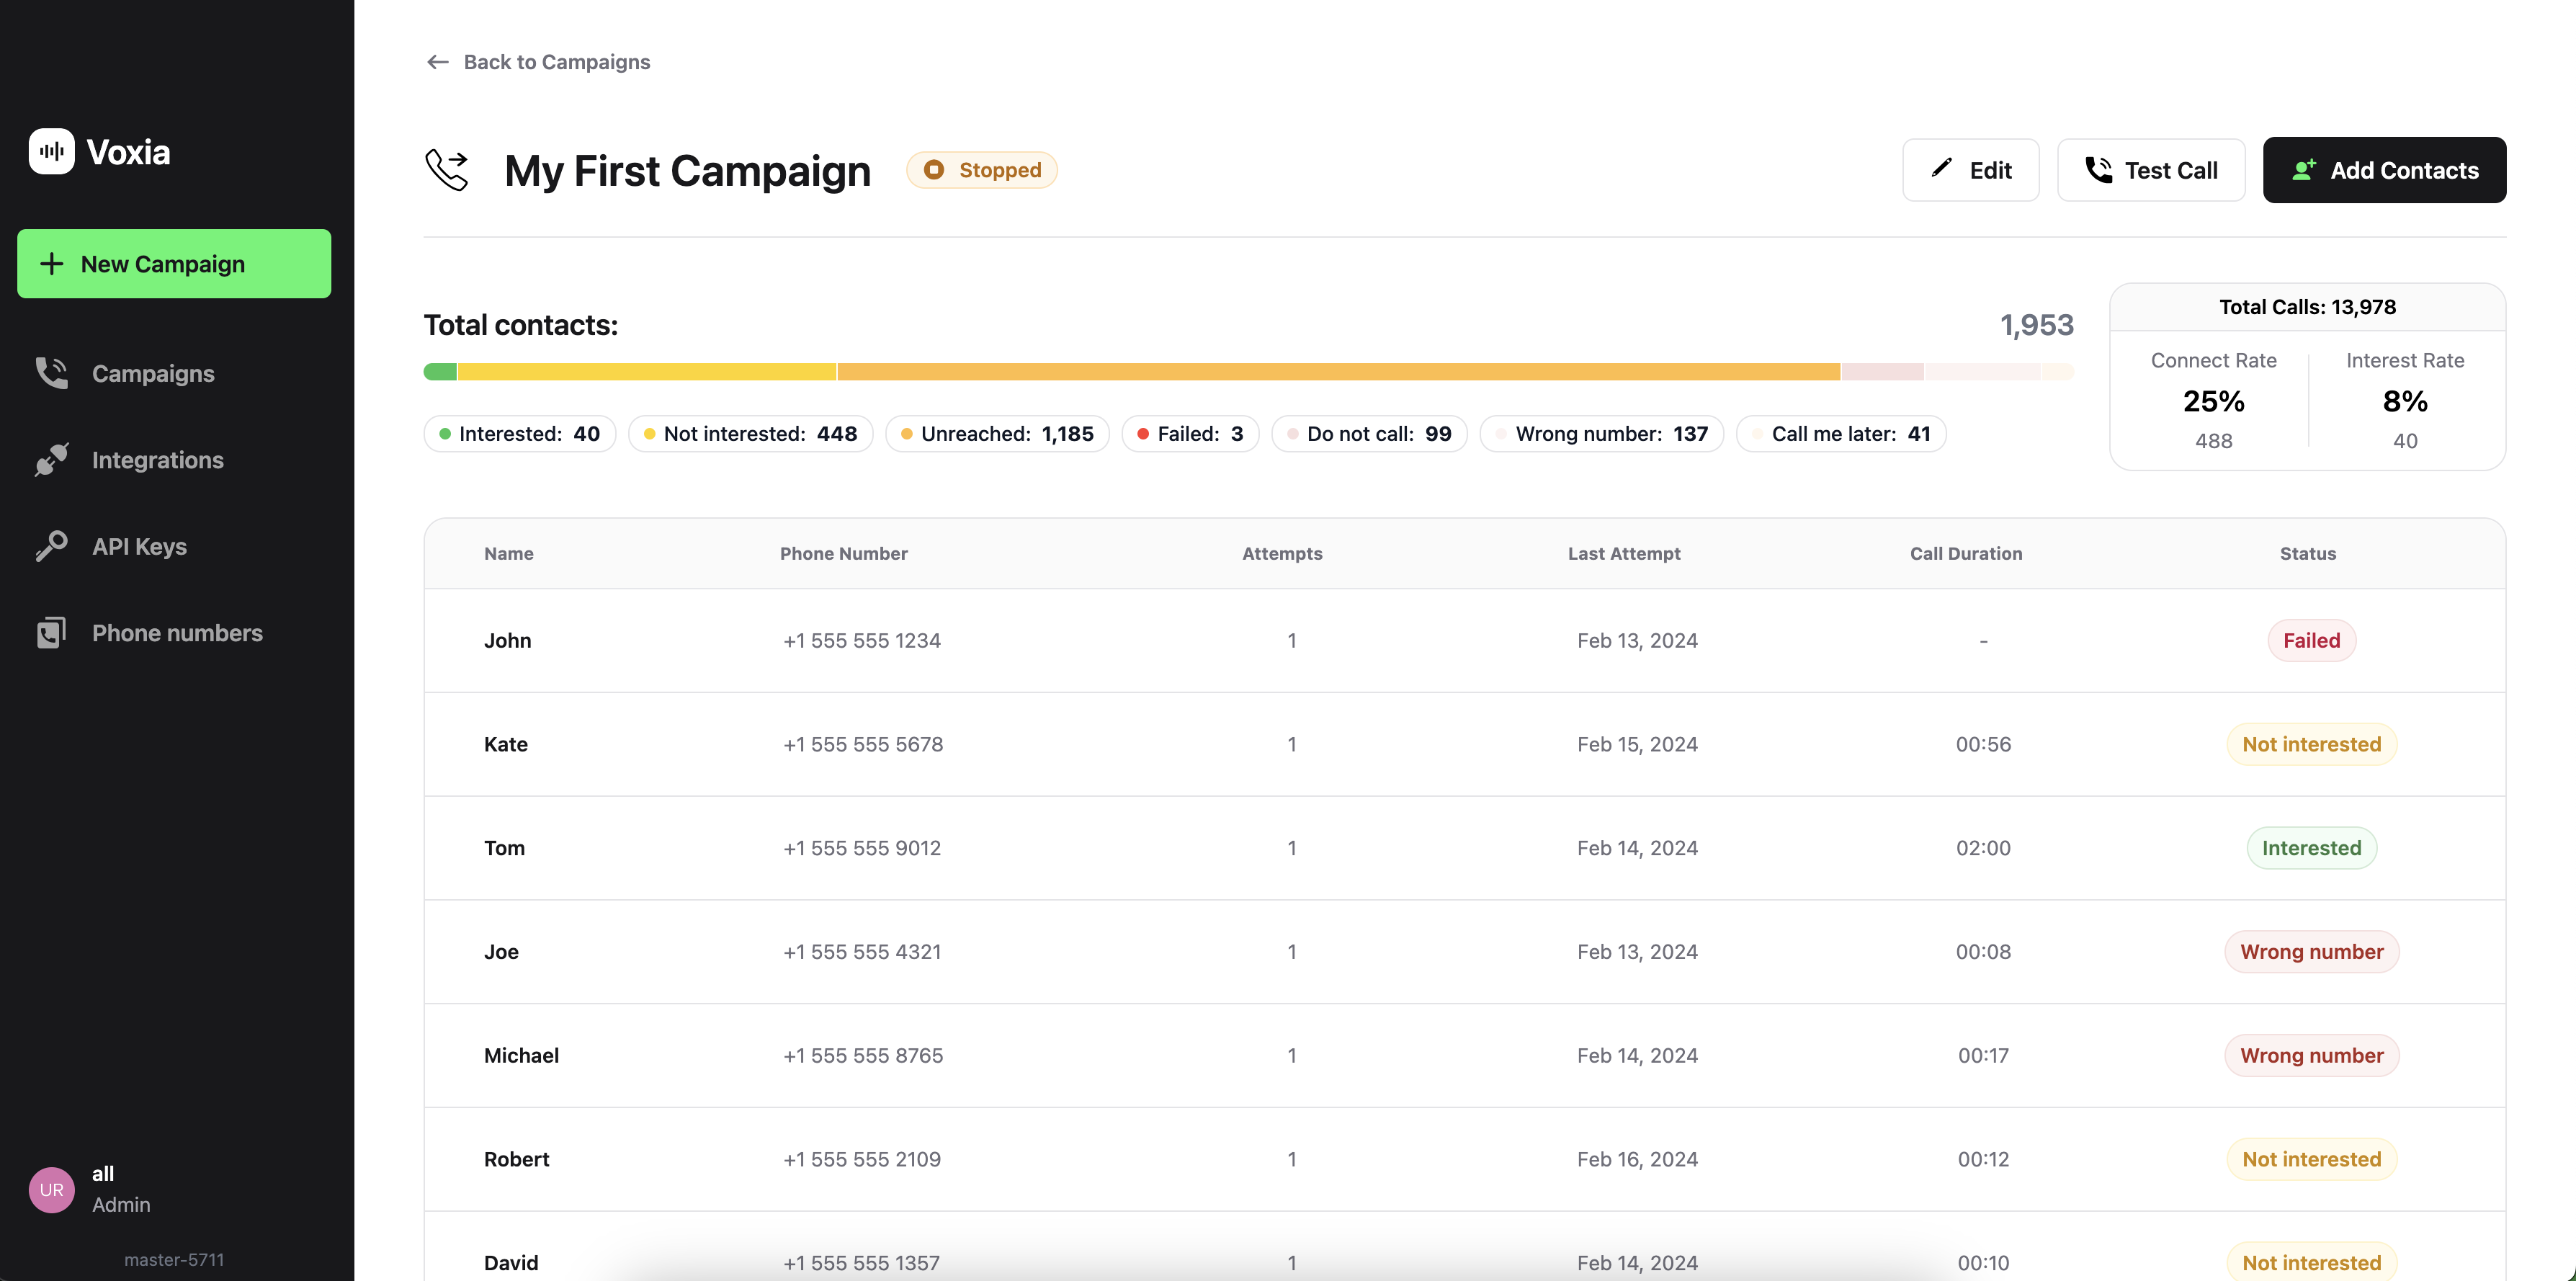 Voxia
New Campaign
Campaigns
Integrations
API Keys
Phone numbers
UR
all
Admin
master-5711
Back to Campaigns
My First Campaign
Stopped
Edit
Test Call
Add Contacts
Total contacts: 1,953
Interested: 40 Not interested: 448 Unreached: 1,185 Failed: 3 Do not call: 99 Wrong number: 137 Call me later: 41
Total Calls: 13,978
Connect Rate Interest Rate
25% 8%
488 40
Name Phone Number Attempts Last Attempt Call Duration Status
John +1 555 555 1234 1 Feb 13, 2024 - Failed
Kate +1 555 555 5678 1 Feb 15, 2024 00:56 Not interested
Tom +1 555 555 9012 1 Feb 14, 2024 02:00 Interested
Joe +1 555 555 4321 1 Feb 13, 2024 00:08 Wrong number
Michael +1 555 555 8765 1 Feb 14, 2024 00:17 Wrong number
Robert +1 555 555 2109 1 Feb 16, 2024 00:12 Not interested
David +1 555 555 1357 1 Feb 14, 2024 00:10 Not interested